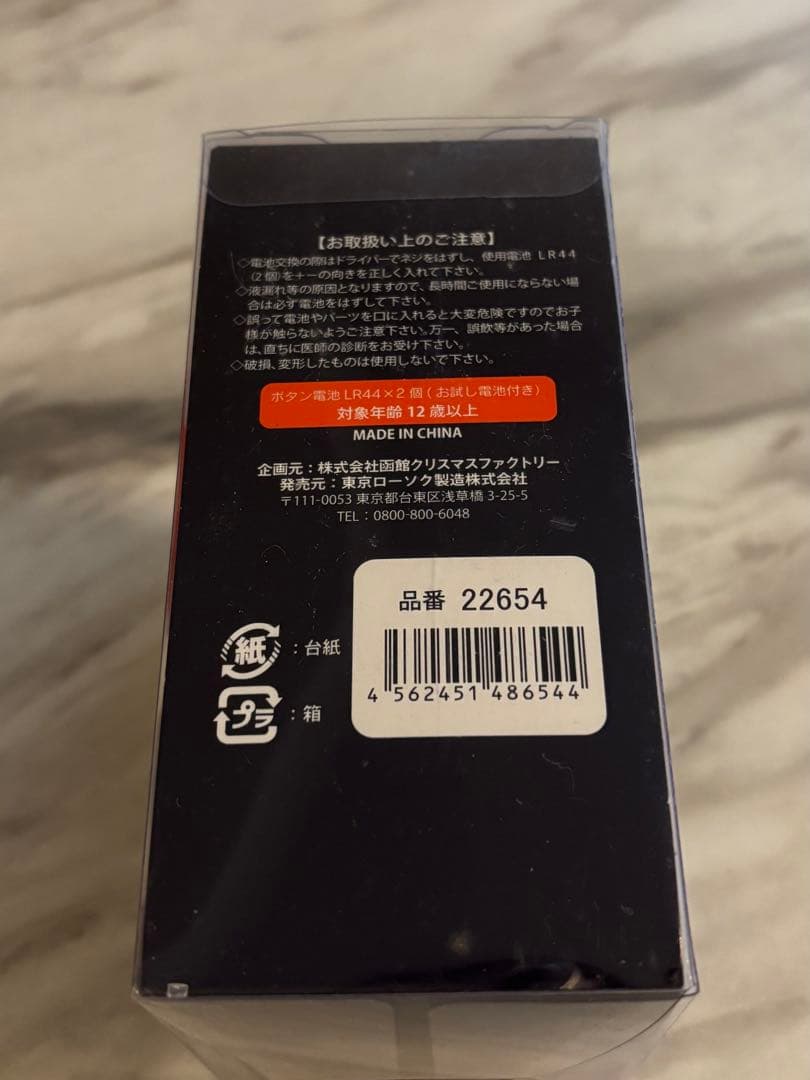 【お取扱い上のご注意】
◇電池交換の際はドライバーでネジをはずし、使用電池 LR44
(2個)を＋−の向きを正しく入れて下さい。
◇液漏れ等の原因となりますので、長時間ご使用にならない場
合は必ず電池をはずして下さい。
◇誤って電池やパーツを口に入れると大変危険ですのでお子
様が触らないようご注意下さい。万一、誤飲等があった場合
は、直ちに医師の診断をお受け下さい。
◇破損、変形したものは使用しないで下さい。
ボタン電池 LR44×2 個 ( お試し電池付き)
対象年齢 12 歳以上
MADE IN CHINA
企画元：株式会社函館クリスマスファクトリー
発売元：東京ローソク製造株式会社
〒111-0053 東京都台東区浅草橋 3-25-5
TEL：0800-800-6048
品番 22654
4 562451 486544
紙：台紙
プラ：箱